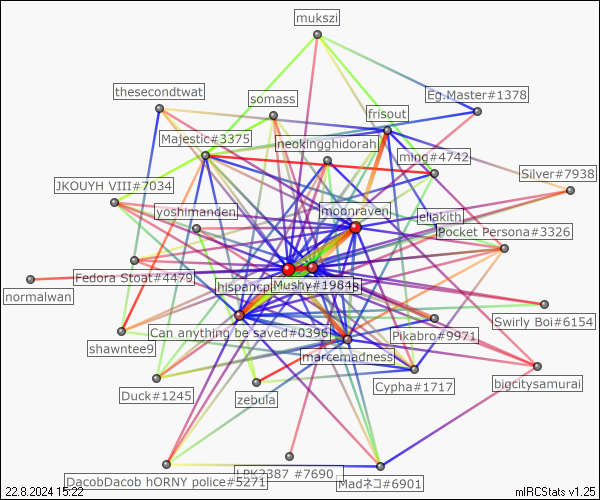 mukszi
thesecondtwat
somass
Eg.Master#1378
frisout
Majestic#3375
neokingghidorah
ming#4742
JKOUYH VIII#7034
Silver#7938
yoshimanden
moonraven
eliakith
Pocket Persona#3326
Fedora Stoat#4479
Mushy#1984
normalwan
Swirly Boi#6154
Can anything be saved#0396
Pikabro#9971
shawntee9
marcemadness
Duck#1245
Cypha#1717
bigcitysamurai
zebula
DacobDacob hORNY police#5271
LPK2387 #7690
Madネコ#6901
22.8.2024 15:22
mIRCStats v1.25